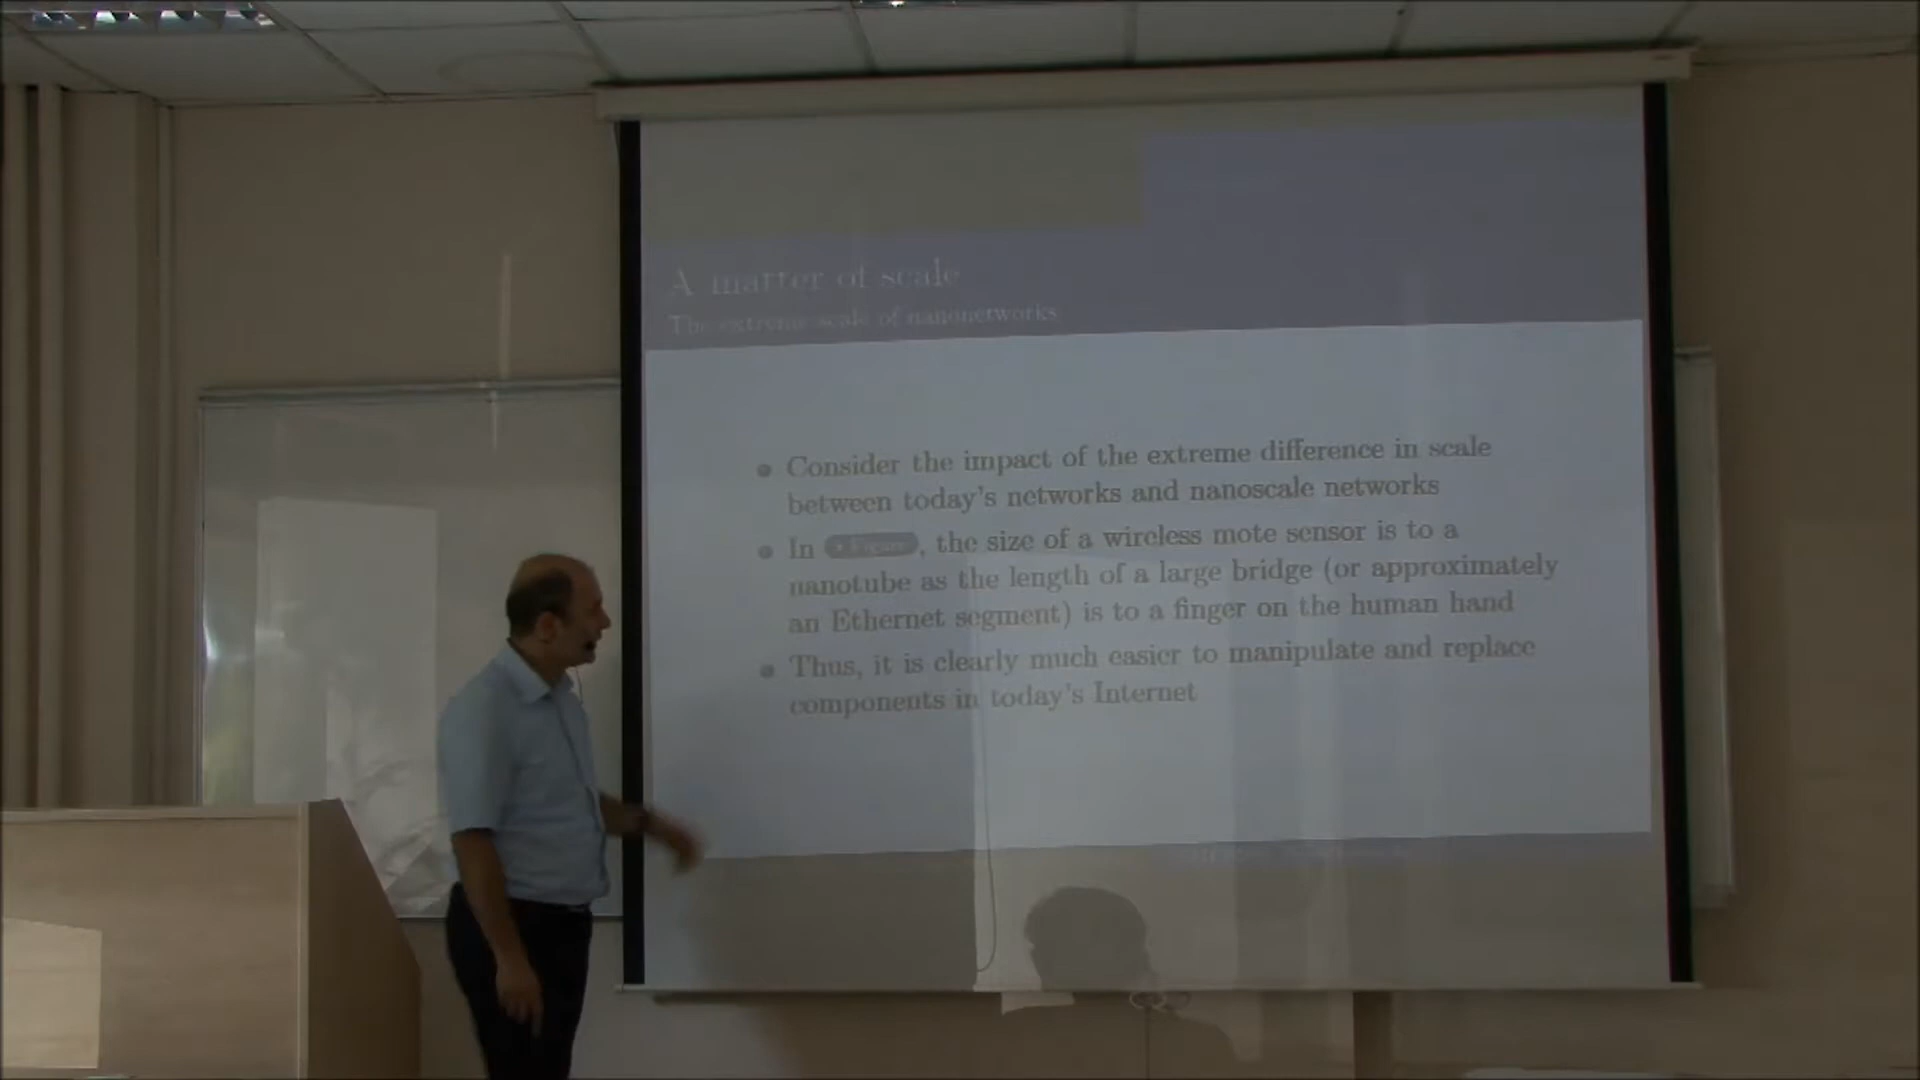 A matter of scale
The extreme scale of nanonetworks
Consider the impact of the extreme difference in scale
between today's networks and nanoscale networks
In Figure, the size of a wireless mote sensor is to a
nanotube as the length of a large bridge (or approximately
an Ethernet segment) is to a finger on the human hand
Thus, it is clearly much easier to manipulate and replace
components in today's Internet